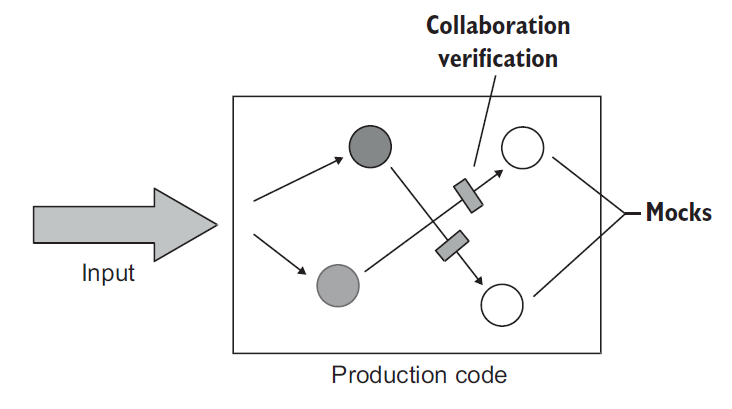 Collaboration
verification
Mocks
Input
Production code